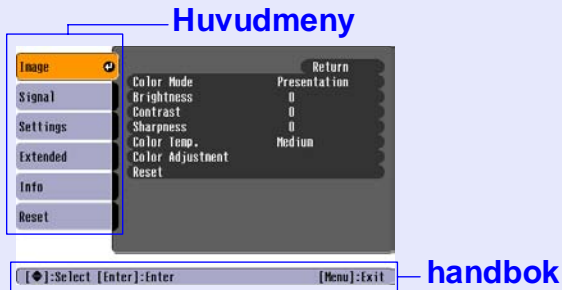 Huvudmeny
Image
Signal
Settings
Extended
Info
Reset
Return
Color Mode Presentation
Brightness 0
Contrast 0
Sharpness 0
Color Temp. Medium
Color Adjustment
Reset
[◆]:Select [Enter]:Enter [Menu]:Exit
handbok